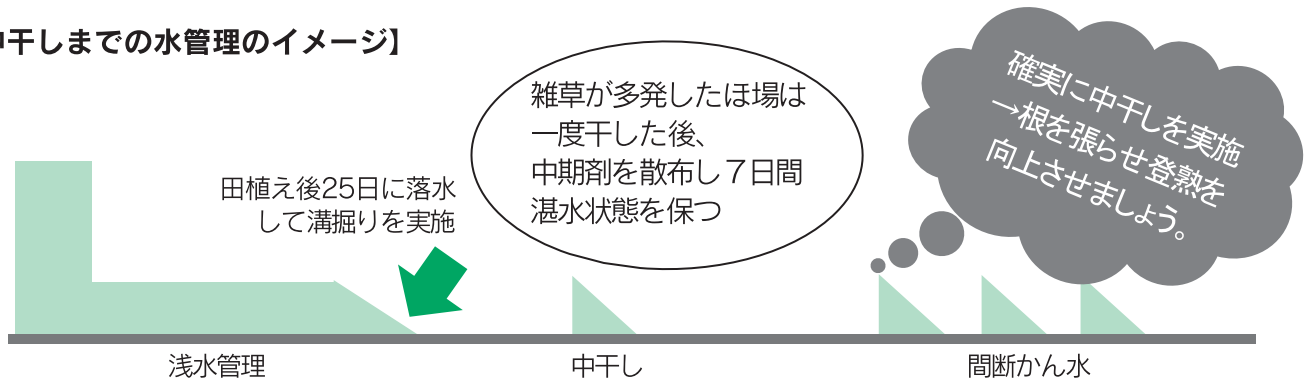 中干しまでの水管理のイメージ】
雑草が多発したほ場は
一度干した後、
中期剤を散布し7日間
湛水状態を保つ
確実に中干しを実施
→根を張らせ登熟を
向上させましょう。
田植え後25日に落水
して溝掘りを実施
浅水管理
中干し
間断かん水